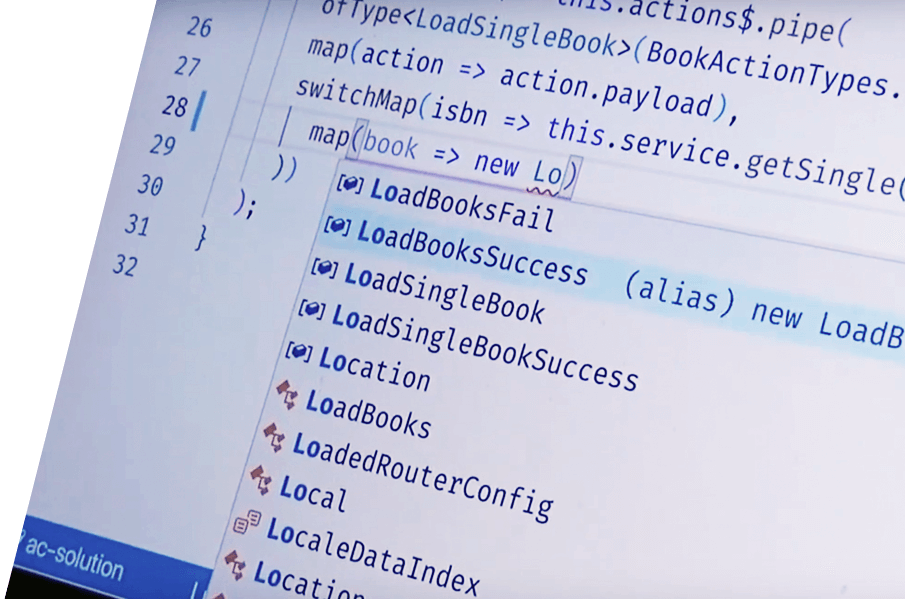 26 this.actions$.pipe(
27 ofType<LoadSingleBook>(BookActionTypes.
28 map(action => action.payload),
29 switchMap(isbn => this.service.getSingle(
30 map(book => new Lo)
31 ))
32 );
}
LoadBooksFail
LoadBooksSuccess (alias) new LoadB
LoadSingleBook
LoadSingleBookSuccess
Location
LoadBooks
LoadedRouterConfig
Local
LocaleDataIndex
Location
ac-solution